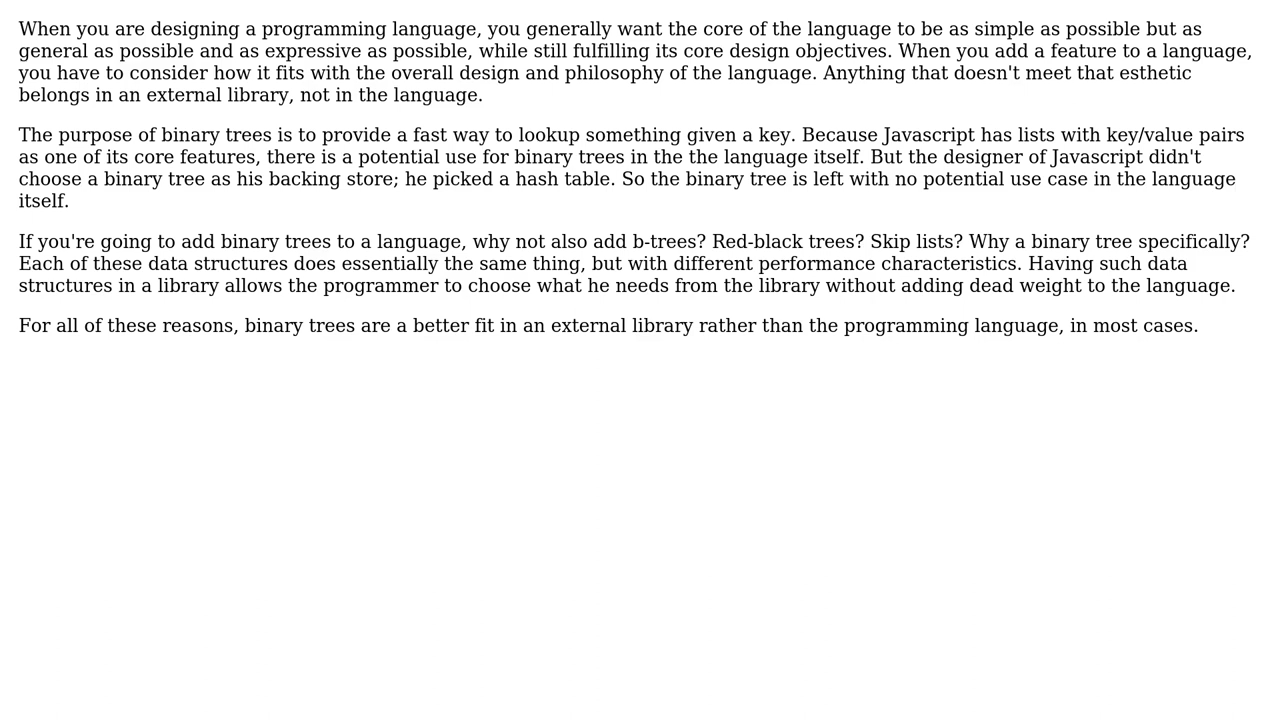 When you are designing a programming language, you generally want the core of the language to be as simple as possible but as
general as possible and as expressive as possible, while still fulfilling its core design objectives. When you add a feature to a language,
you have to consider how it fits with the overall design and philosophy of the language. Anything that doesn't meet that esthetic
belongs in an external library, not in the language.
The purpose of binary trees is to provide a fast way to lookup something given a key. Because Javascript has lists with key/value pairs
as one of its core features, there is a potential use for binary trees in the the language itself. But the designer of Javascript didn't
choose a binary tree as his backing store; he picked a hash table. So the binary tree is left with no potential use case in the language
itself.
If you're going to add binary trees to a language, why not also add b-trees? Red-black trees? Skip lists? Why a binary tree specifically?
Each of these data structures does essentially the same thing, but with different performance characteristics. Having such data
structures in a library allows the programmer to choose what he needs from the library without adding dead weight to the language.
For all of these reasons, binary trees are a better fit in an external library rather than the programming language, in most cases.